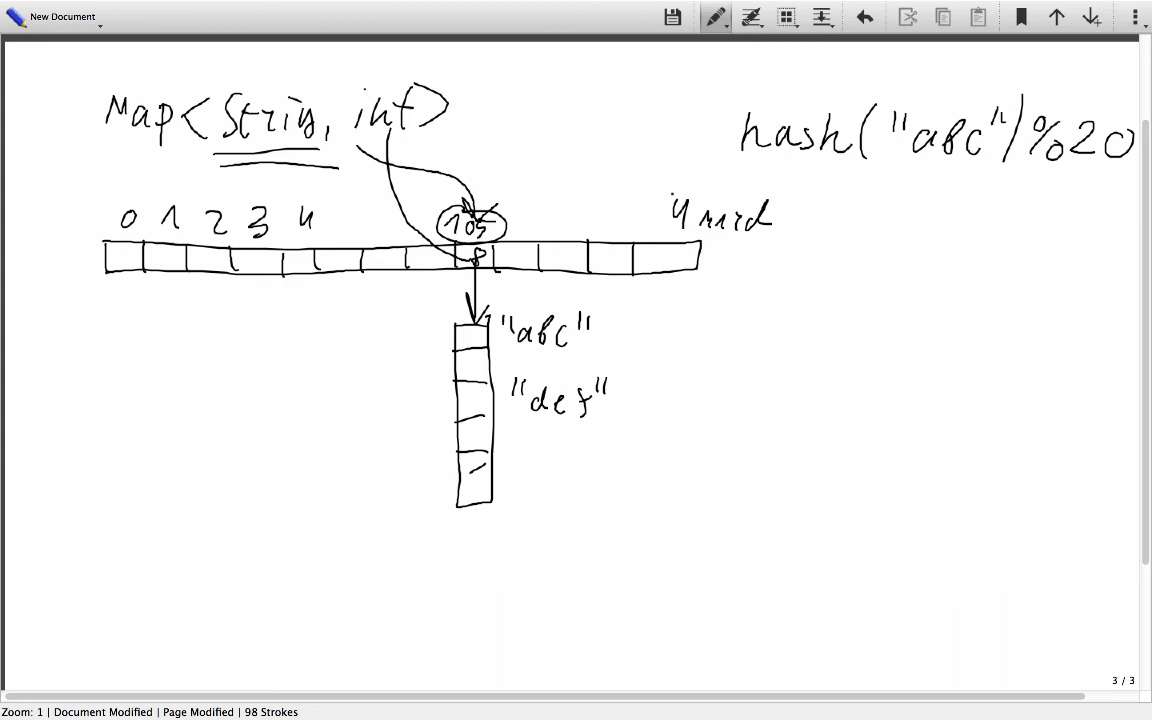 New Document
Map<String, int>
hash("abc")%20
0 1 2 3 4 105 4 mrd
8
"abc"
"def"
3 / 3
Zoom: 1 | Document Modified | Page Modified | 98 Strokes